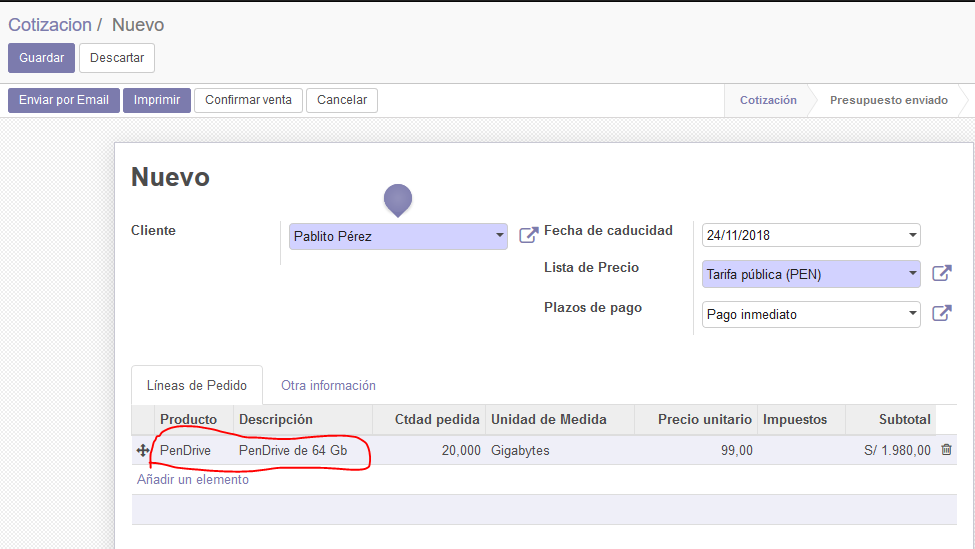 Cotizacion / Nuevo
Guardar Descartar
Enviar por Email Imprimir Confirmar venta Cancelar Cotización Presupuesto enviado
Nuevo
Cliente Pablito Pérez Fecha de caducidad 24/11/2018
Lista de Precio Tarifa pública (PEN)
Plazos de pago Pago inmediato
Líneas de Pedido Otra información
Producto Descripción Ctdad pedida Unidad de Medida Precio unitario Impuestos Subtotal
PenDrive PenDrive de 64 Gb 20,000 Gigabytes 99,00 S/ 1.980,00
Añadir un elemento